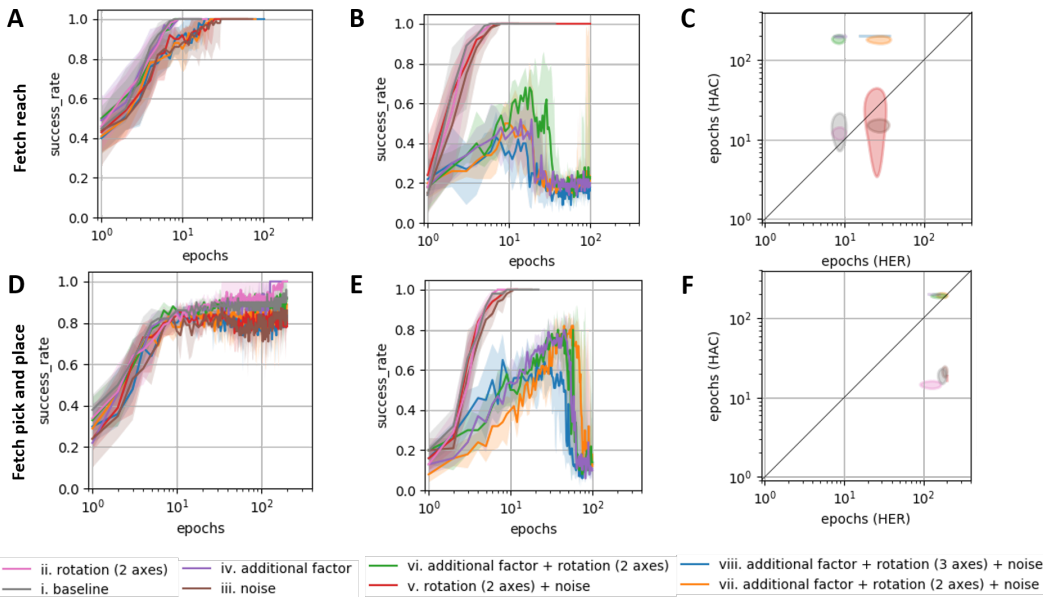 A
B
C
Fetch reach
success_rate
1.0
0.8
0.6
0.4
0.2
0.0
10^0
10^1
10^2
epochs
success_rate
1.0
0.8
0.6
0.4
0.2
0.0
10^0
10^1
10^2
epochs
epochs (HAC)
10^2
10^1
10^0
10^0
10^1
10^2
epochs (HER)
D
E
F
Fetch pick and place
success_rate
1.0
0.8
0.6
0.4
0.2
0.0
10^0
10^1
10^2
epochs
success_rate
1.0
0.8
0.6
0.4
0.2
0.0
10^0
10^1
10^2
epochs
epochs (HAC)
10^2
10^1
10^0
10^0
10^1
10^2
epochs (HER)
ii. rotation (2 axes)
i. baseline
iv. additional factor
iii. noise
vi. additional factor + rotation (2 axes)
v. rotation (2 axes) + noise
viii. additional factor + rotation (3 axes) + noise
vii. additional factor + rotation (2 axes) + noise